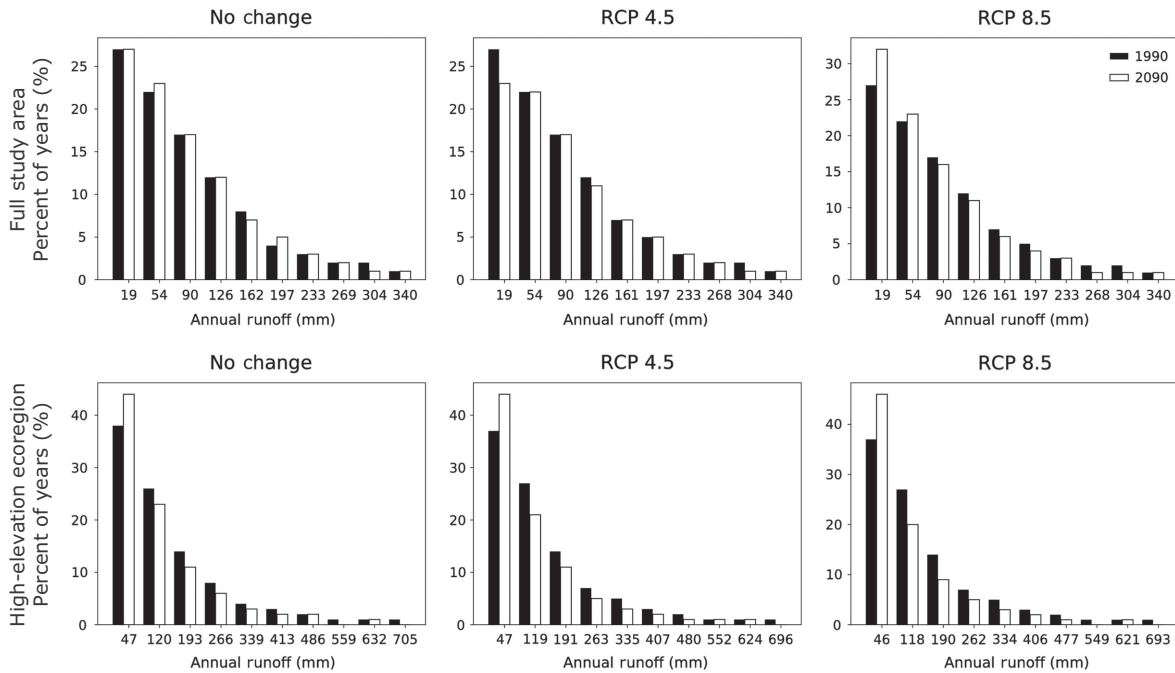 No change
RCP 4.5
RCP 8.5
Full study area
Percent of years (%)
25
20
15
10
5
0
19 54 90 126 162 197 233 269 304 340
Annual runoff (mm)
25
20
15
10
5
0
19 54 90 126 161 197 233 268 304 340
Annual runoff (mm)
30
25
20
15
10
5
0
19 54 90 126 161 197 233 268 304 340
Annual runoff (mm)
1990
2090
No change
RCP 4.5
RCP 8.5
High-elevation ecoregion
Percent of years (%)
40
30
20
10
0
47 120 193 266 339 413 486 559 632 705
Annual runoff (mm)
40
30
20
10
0
47 119 191 263 335 407 480 552 624 696
Annual runoff (mm)
40
30
20
10
0
46 118 190 262 334 406 477 549 621 693
Annual runoff (mm)